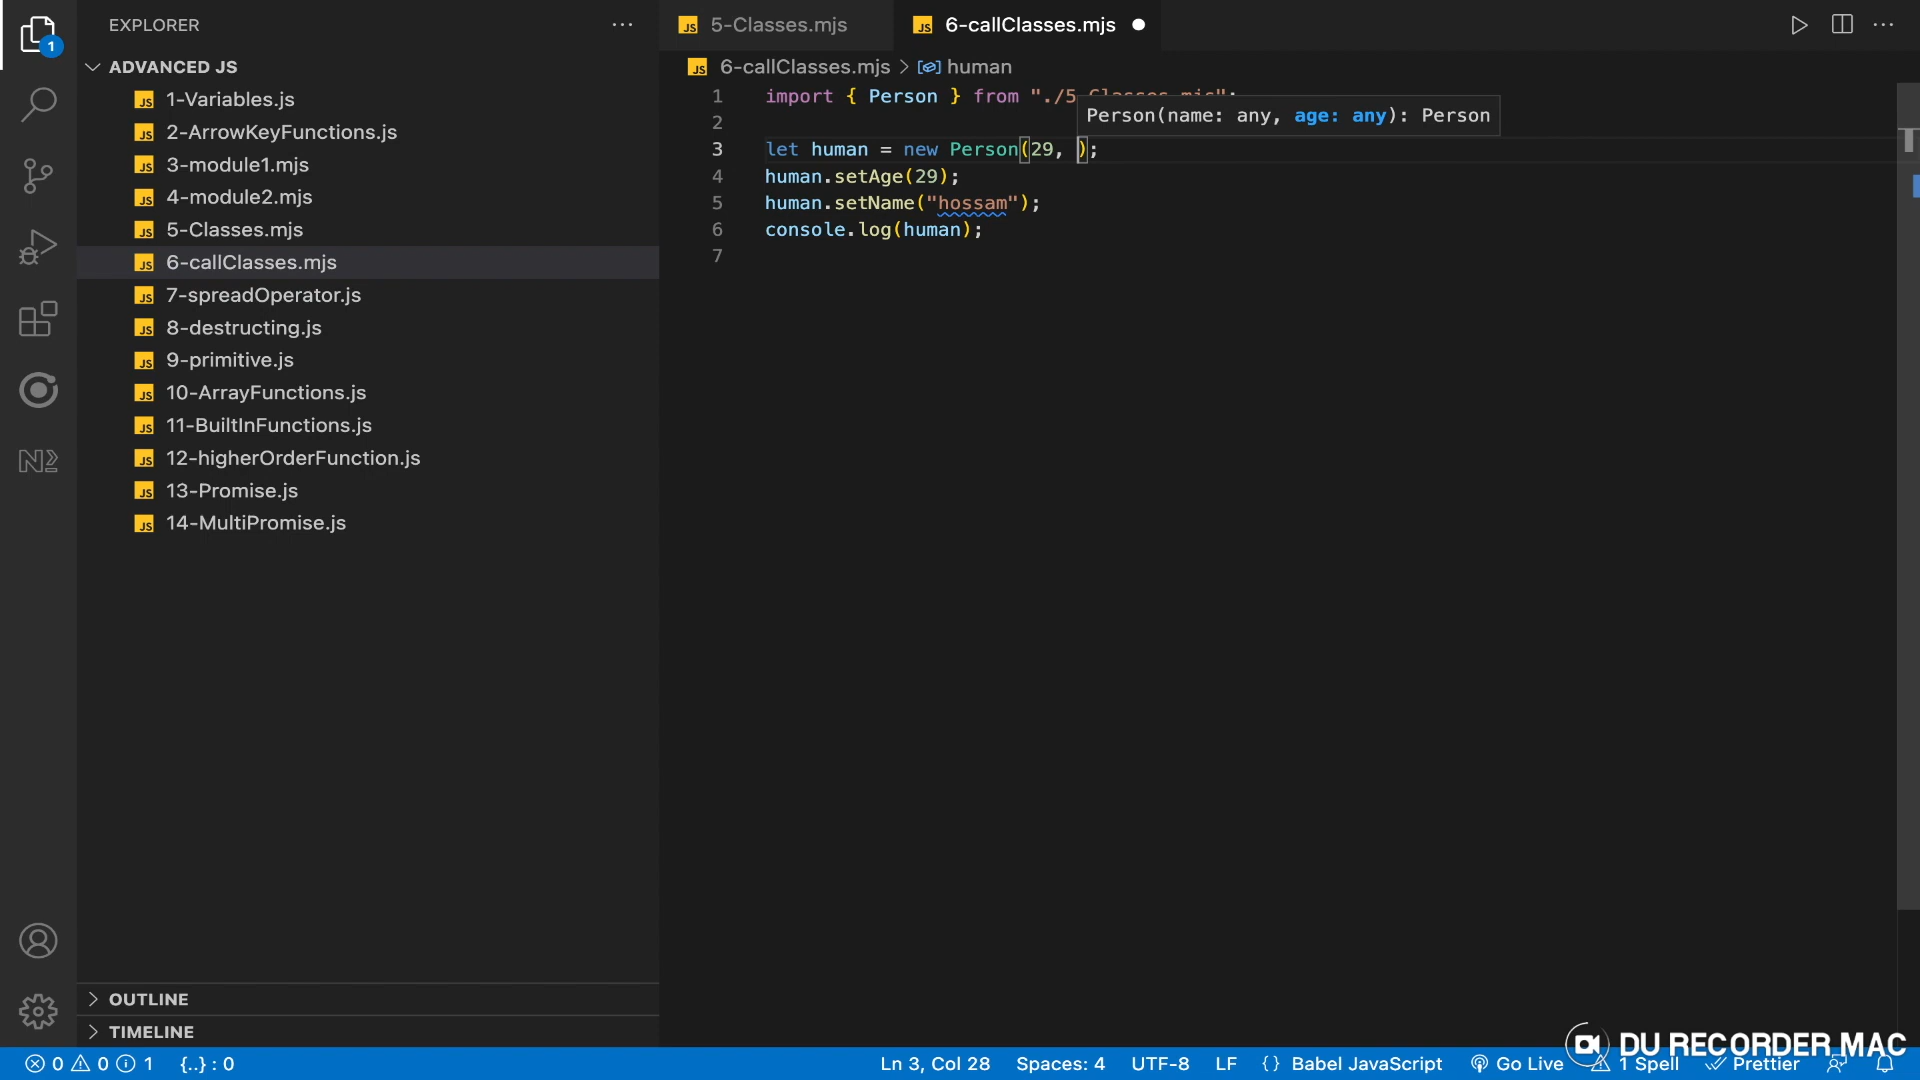 EXPLORER
ADVANCED JS
1-Variables.js
2-ArrowKeyFunctions.js
3-module1.mjs
4-module2.mjs
5-Classes.mjs
6-callClasses.mjs
7-spreadOperator.js
8-destructing.js
9-primitive.js
10-ArrayFunctions.js
11-BuiltInFunctions.js
12-higherOrderFunction.js
13-Promise.js
14-MultiPromise.js
OUTLINE
TIMELINE
5-Classes.mjs
6-callClasses.mjs
6-callClasses.mjs > human
1 import { Person } from "./5-Classes.mjs";
Person(name: any, age: any): Person
2
3 let human = new Person(29, );
4 human.setAge(29);
5 human.setName("hossam");
6 console.log(human);
7
DU RECORDER MAC
0 0 1 {..} : 0 Ln 3, Col 28 Spaces: 4 UTF-8 LF {} Babel JavaScript Go Live 1 Spell Prettier
1